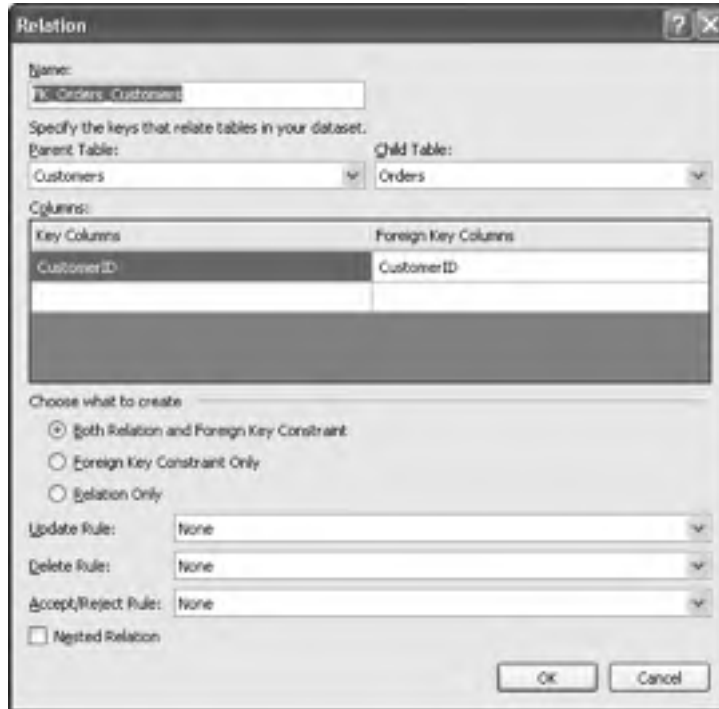 Relation
Name:
FK_Orders_Customers
Specify the keys that relate tables in your dataset.
Parent Table: Child Table:
Customers Orders
Columns:
Key Columns Foreign Key Columns
CustomerID CustomerID
Choose what to create
Both Relation and Foreign Key Constraint
Foreign Key Constraint Only
Relation Only
Update Rule: None
Delete Rule: None
Accept/Reject Rule: None
Nested Relation
OK Cancel